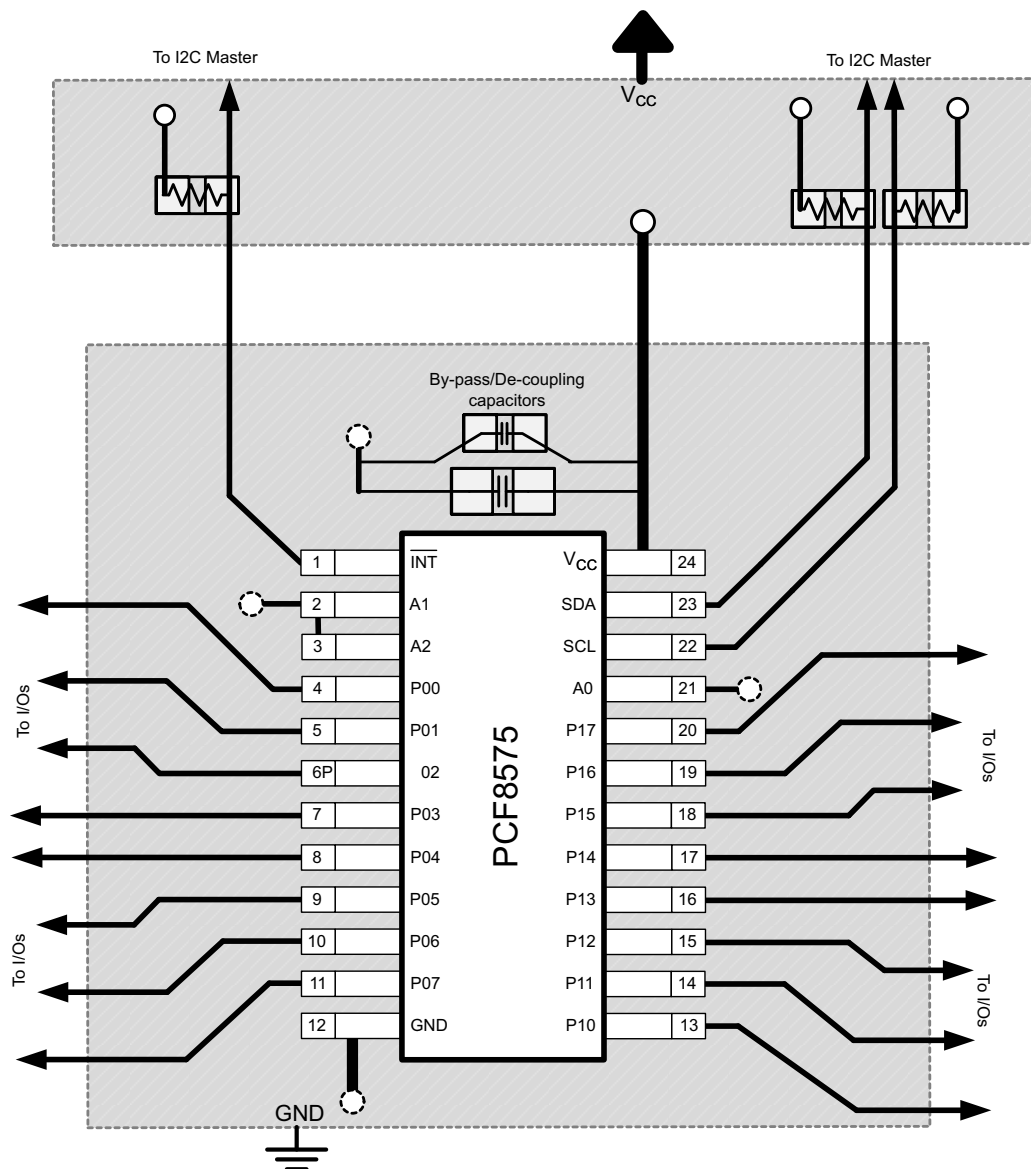 To I2C Master
To I2C Master
VCC
By-pass/De-coupling
capacitors
1 INT
VCC 24
2 A1
SDA 23
3 A2
SCL 22
4 P00
A0 21
5 P01
P17 20
6P 02
P16 19
7 P03
P15 18
8 P04
P14 17
9 P05
P13 16
10 P06
P12 15
11 P07
P11 14
12 GND
P10 13
PCF8575
To I/Os
To I/Os
To I/Os
To I/Os
GND